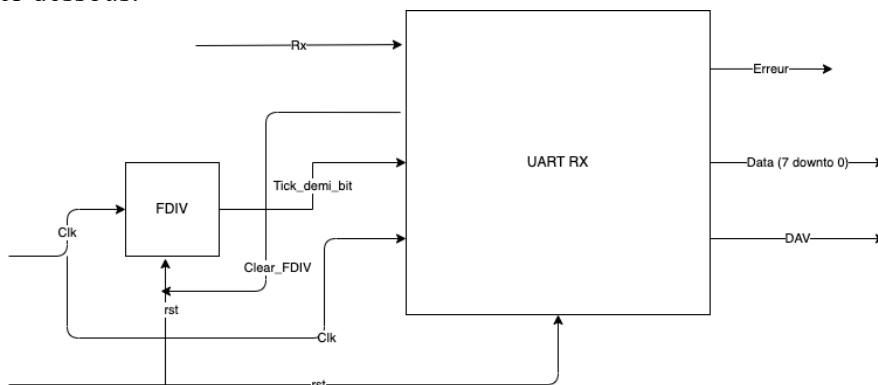 Rx
Erreur
UART RX
Data (7 downto 0)
Tick_demi_bit
FDIV
Clk
DAV
Clear_FDIV
rst
Clk
rst